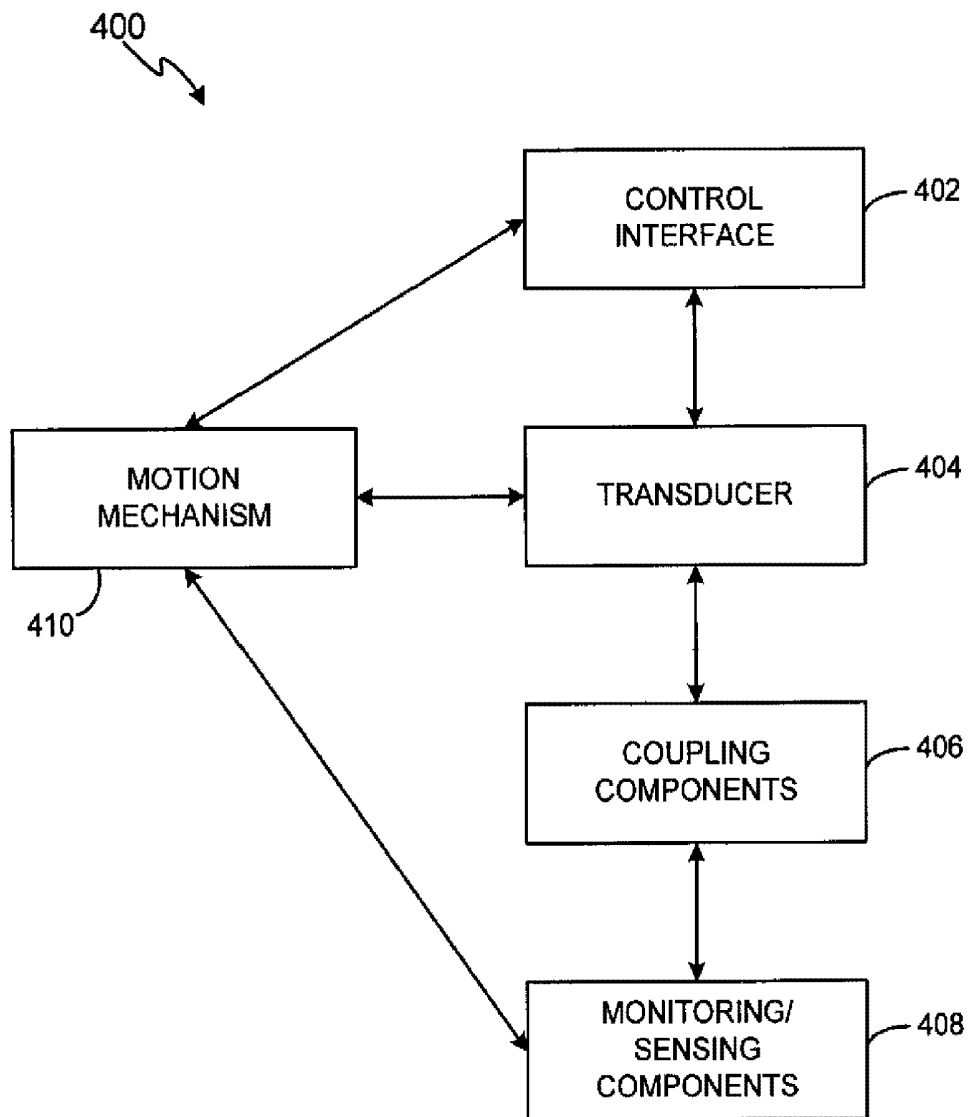 400
CONTROL
INTERFACE
402
MOTION
MECHANISM
410
TRANSDUCER
404
COUPLING
COMPONENTS
406
MONITORING/
SENSING
COMPONENTS
408